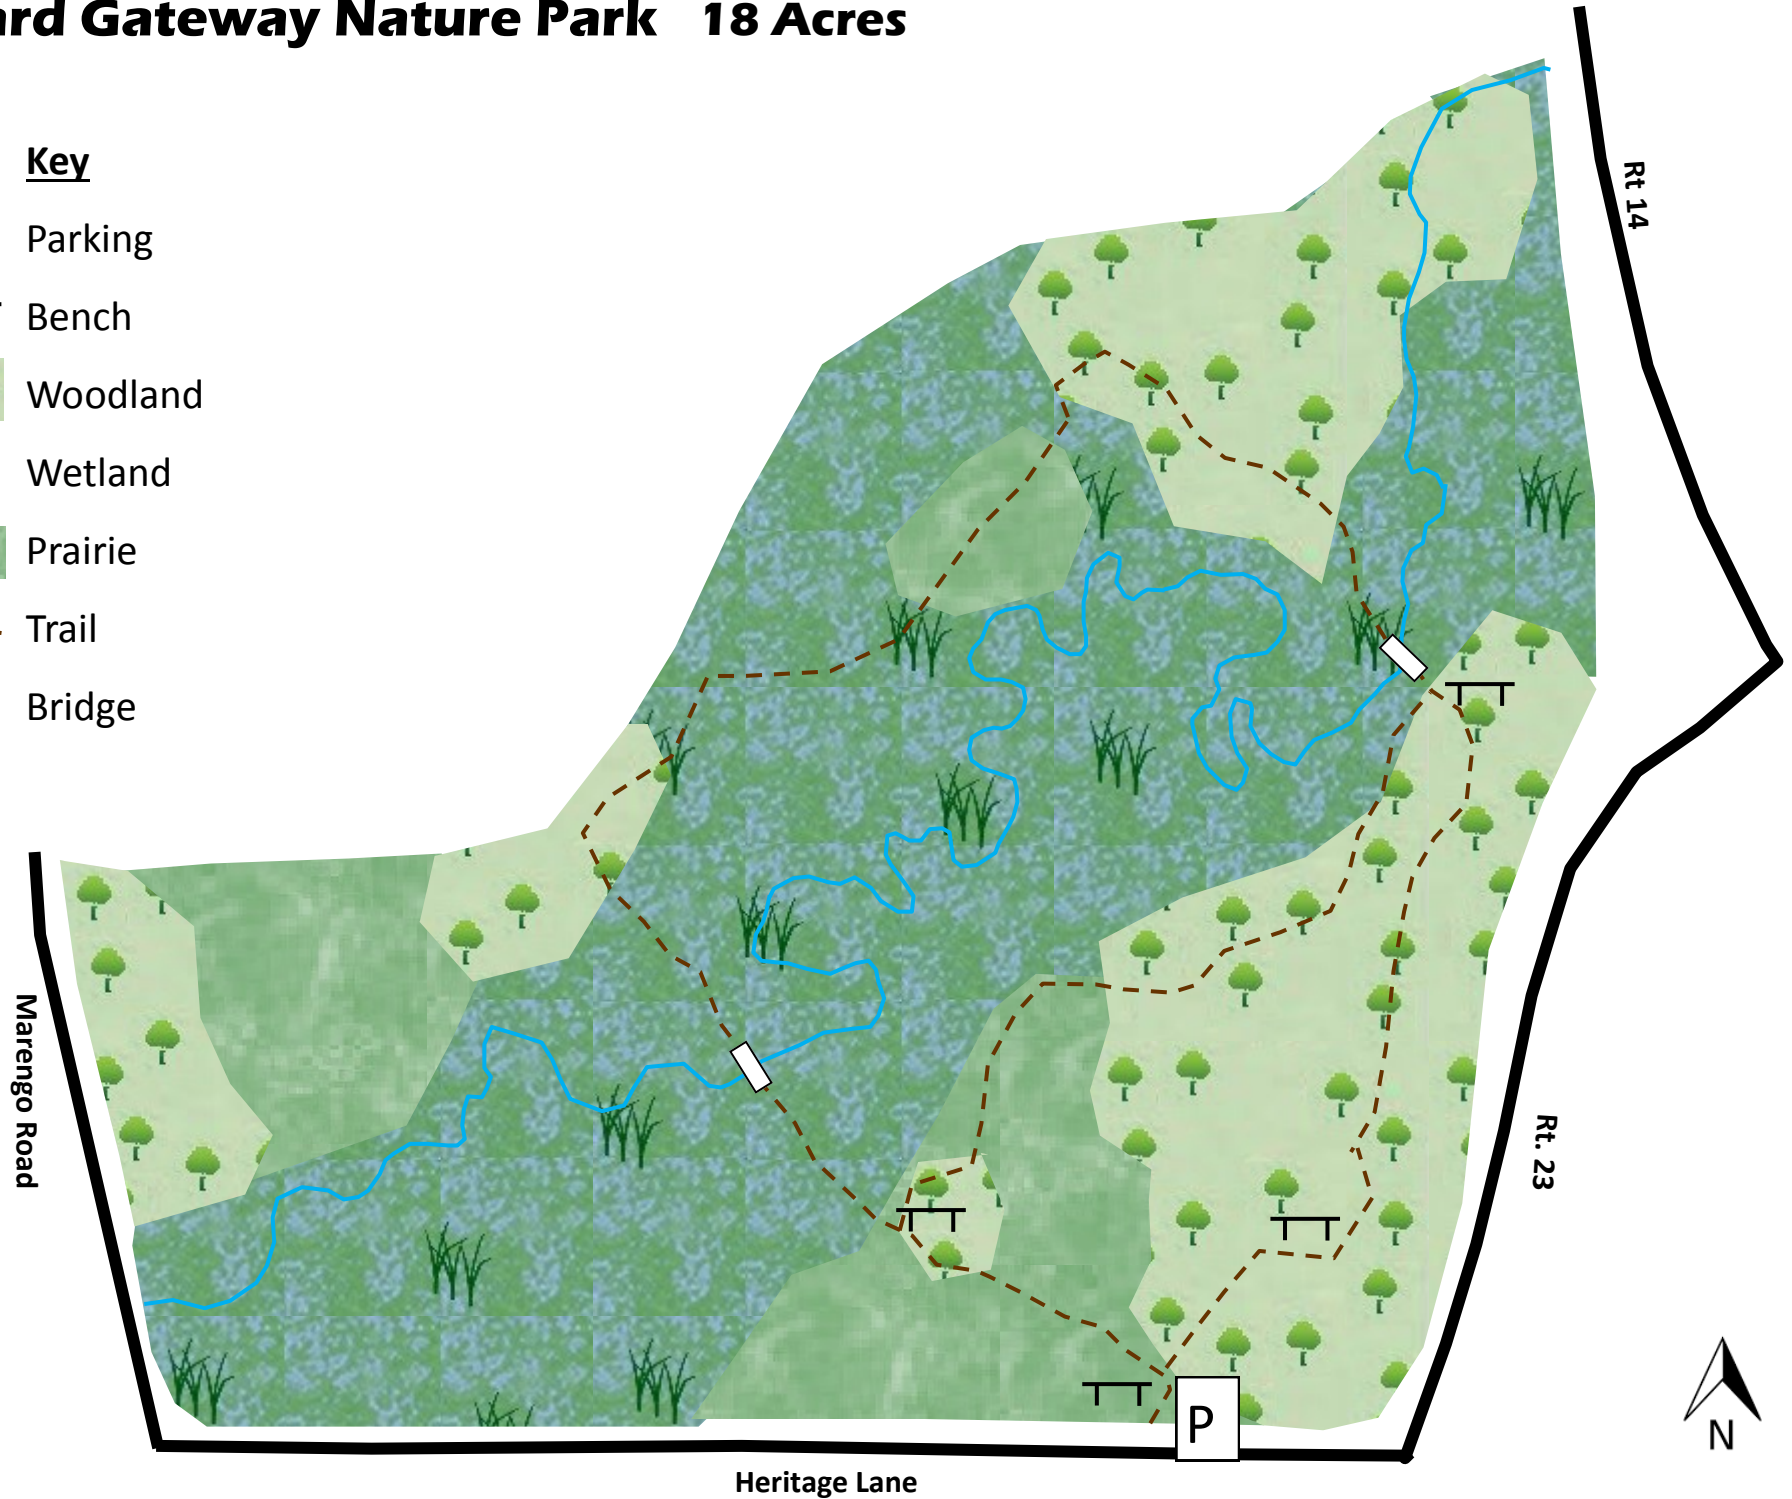 ard Gateway Nature Park 18 Acres
Key
Parking
Bench
Woodland
Wetland
Prairie
Trail
Bridge
Rt 14
Marengo Road
Rt. 23
P
N
Heritage Lane